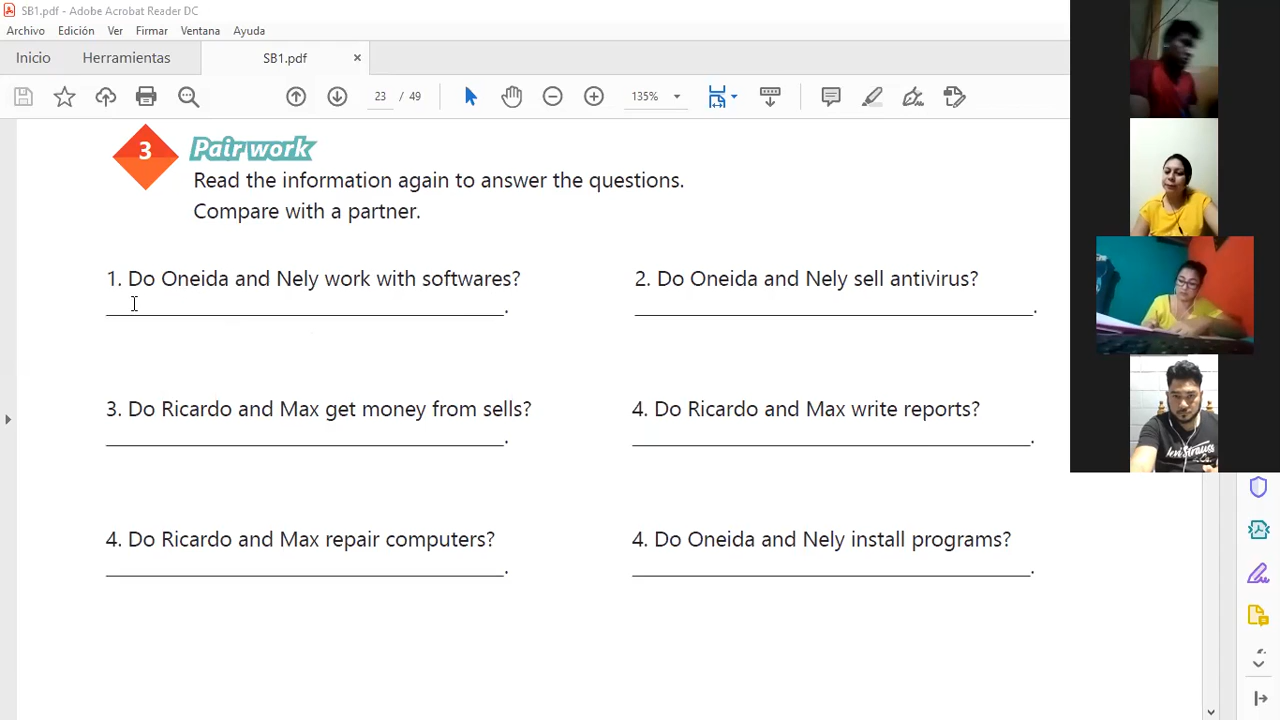 SB1.pdf - Adobe Acrobat Reader DC
Archivo Edición Ver Firmar Ventana Ayuda
Inicio Herramientas SB1.pdf ×
23 / 49 135%
3 Pair work
Read the information again to answer the questions.
Compare with a partner.
1. Do Oneida and Nely work with softwares? 2. Do Oneida and Nely sell antivirus?
3. Do Ricardo and Max get money from sells? 4. Do Ricardo and Max write reports?
4. Do Ricardo and Max repair computers? 4. Do Oneida and Nely install programs?
Levi Strauss
& Co.